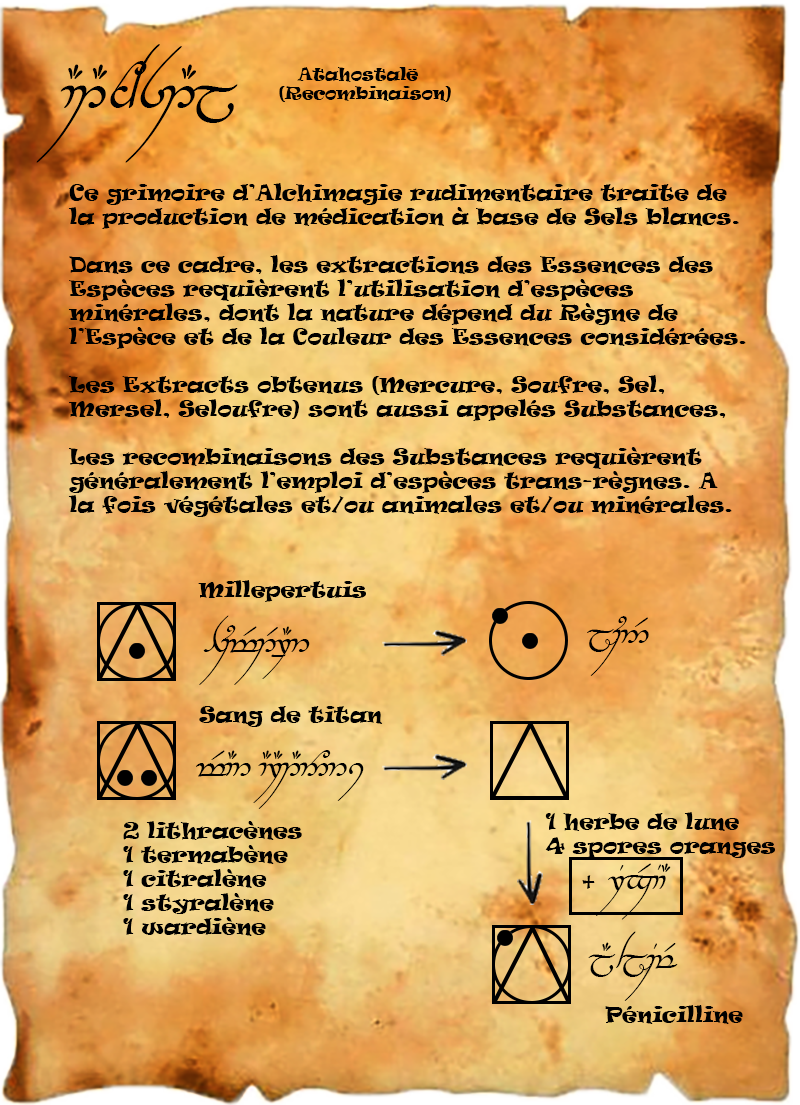 Atahostalë
(Recombinaison)
Ce grimoire d'Alchimagie rudimentaire traite de
la production de médication à base de Sels blancs.
Dans ce cadre, les extractions des Essences des
Espèces requièrent l'utilisation d'espèces
minérales, dont la nature dépend du Règne de
l'Espèce et de la Couleur des Essences considérées.
Les Extracts obtenus (Mercure, Soufre, Sel,
Mersel, Seloufre) sont aussi appelés Substances,
Les recombinaisons des Substances requièrent
généralement l'emploi d'espèces trans-règnes. A
la fois végétales et/ou animales et/ou minérales.
Millepertuis
Sang de titan
2 lithracènes
1 termabène
1 citralène
1 styralène
1 wardiène
1 herbe de lune
4 spores oranges
+
Pénicilline